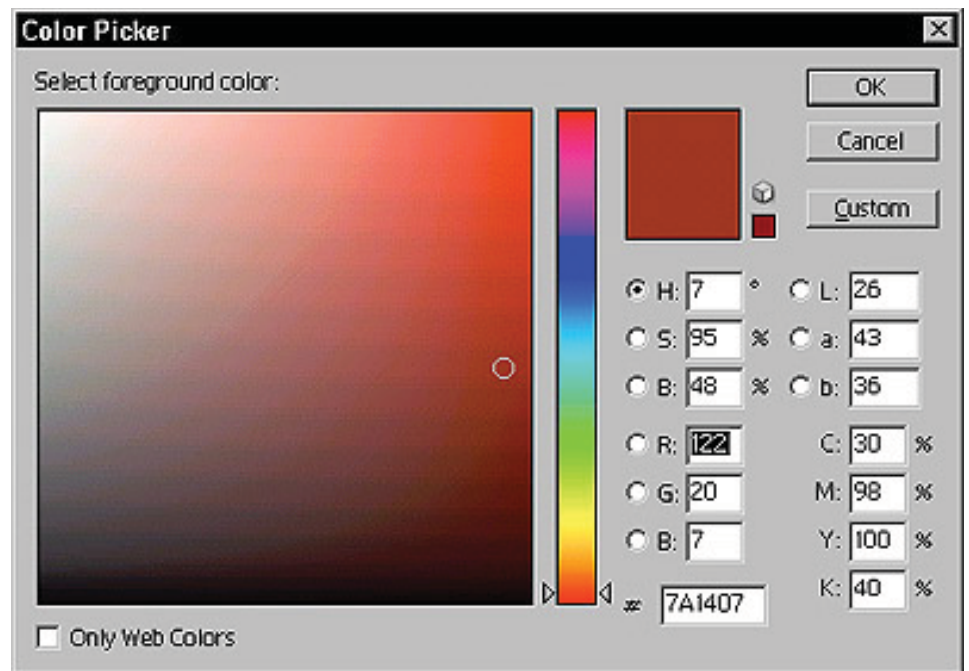 Color Picker
Select foreground color:
OK
Cancel
Custom
H: 7 °
S: 95 %
B: 48 %
R: 122
G: 20
B: 7
# 7A1407
L: 26
a: 43
b: 36
C: 30 %
M: 98 %
Y: 100 %
K: 40 %
Only Web Colors